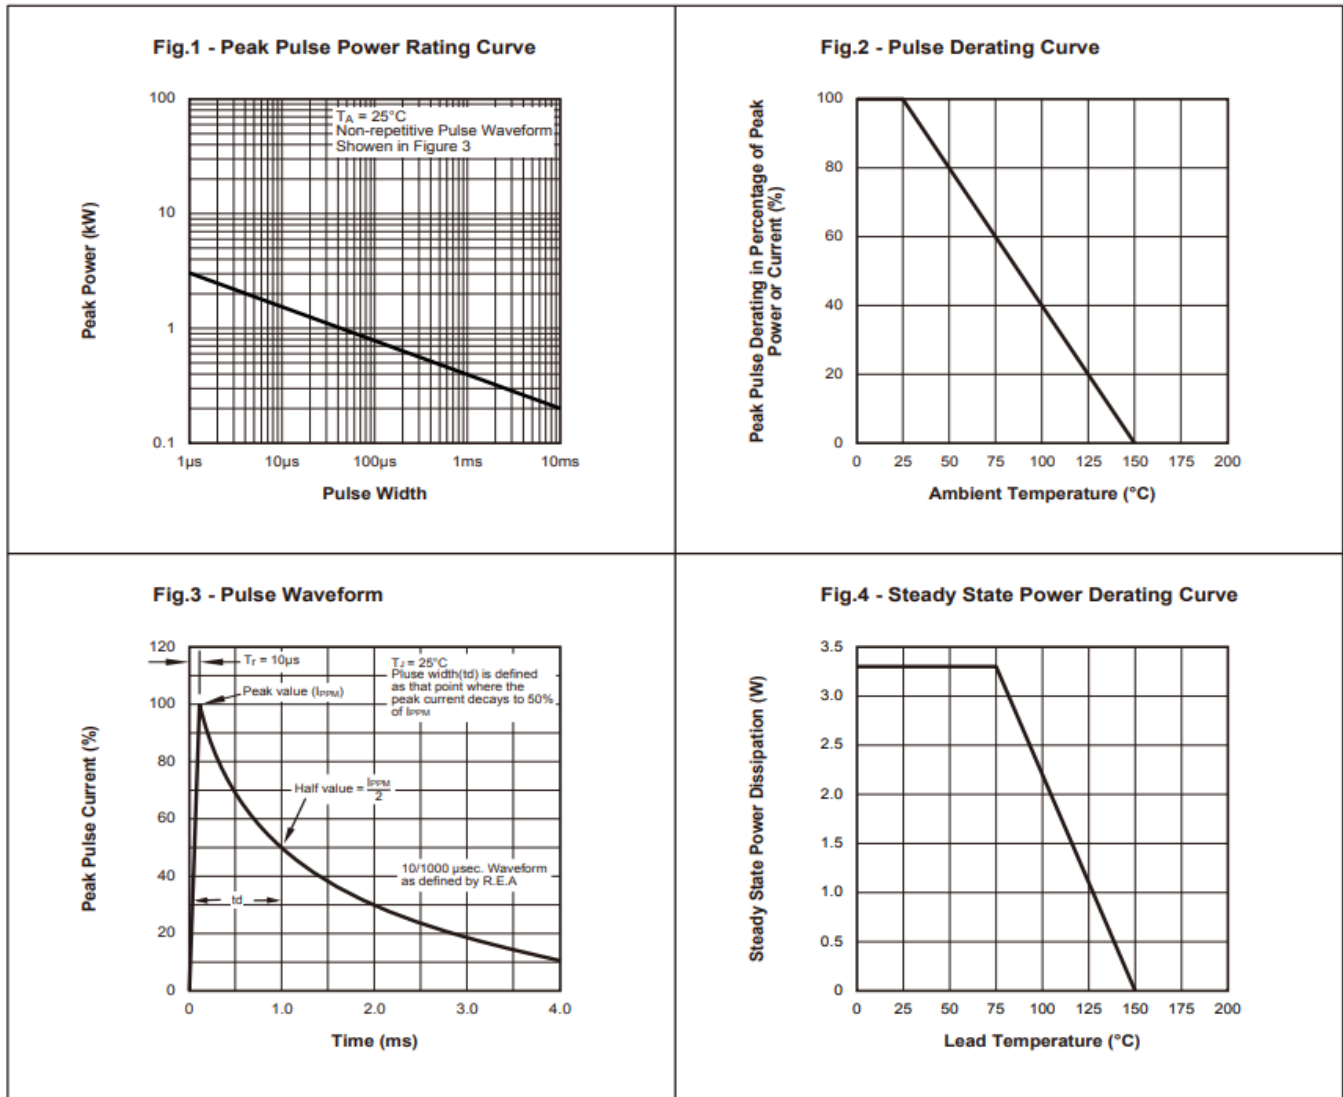 Fig.1 - Peak Pulse Power Rating Curve
Peak Power (kW)
100
10
1
0.1
TA = 25°C
Non-repetitive Pulse Waveform
Showen in Figure 3
1µs 10µs 100µs 1ms 10ms
Pulse Width
Fig.2 - Pulse Derating Curve
Peak Pulse Derating in Percentage of Peak
Power or Current (%)
100
80
60
40
20
0
0 25 50 75 100 125 150 175 200
Ambient Temperature (°C)
Fig.3 - Pulse Waveform
Peak Pulse Current (%)
120
100
80
60
40
20
0
Tr = 10µs
Peak value (IPPM)
TJ = 25°C
Pluse width(td) is defined
as that point where the
peak current decays to 50%
of IPPM
Half value = IPPM
2
10/1000 µsec. Waveform
as defined by R.E.A
td
0 1.0 2.0 3.0 4.0
Time (ms)
Fig.4 - Steady State Power Derating Curve
Steady State Power Dissipation (W)
3.5
3.0
2.5
2.0
1.5
1.0
0.5
0
0 25 50 75 100 125 150 175 200
Lead Temperature (°C)